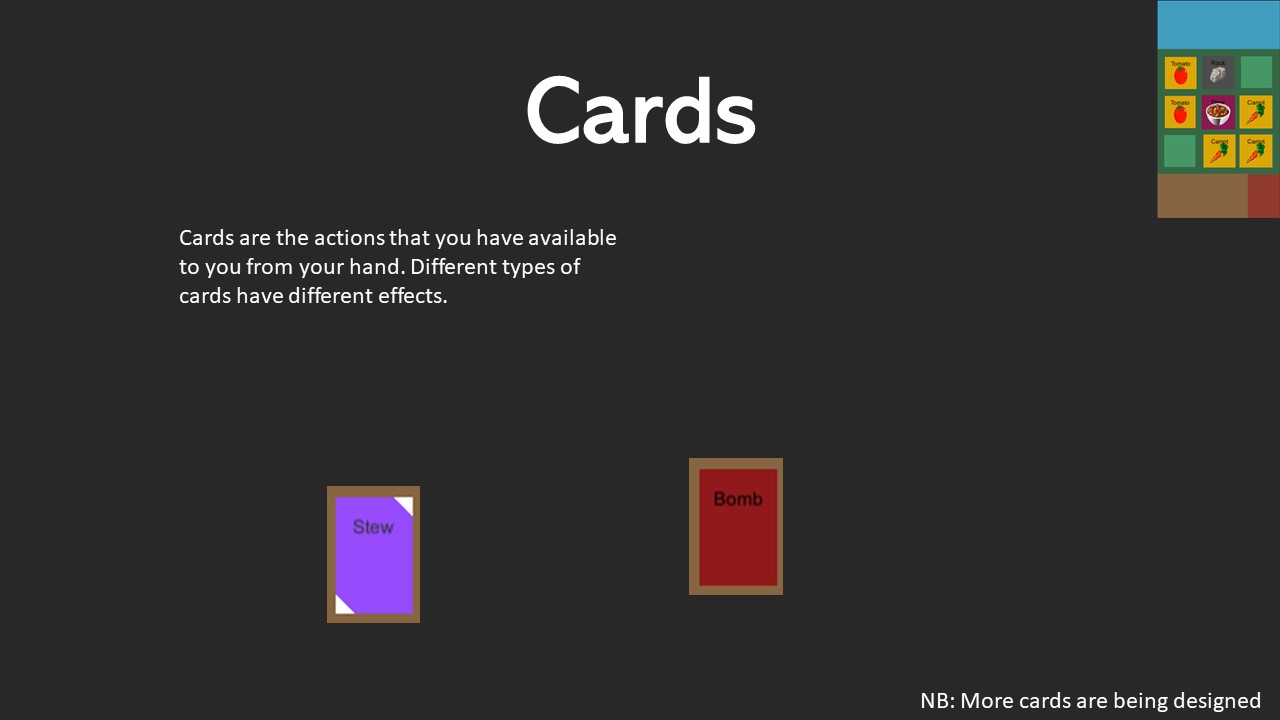 Cards
Tomato
Rock
Tomato
Carrot
Carrot
Carrot
Cards are the actions that you have available
to you from your hand. Different types of
cards have different effects.
Bomb
Stew
NB: More cards are being designed